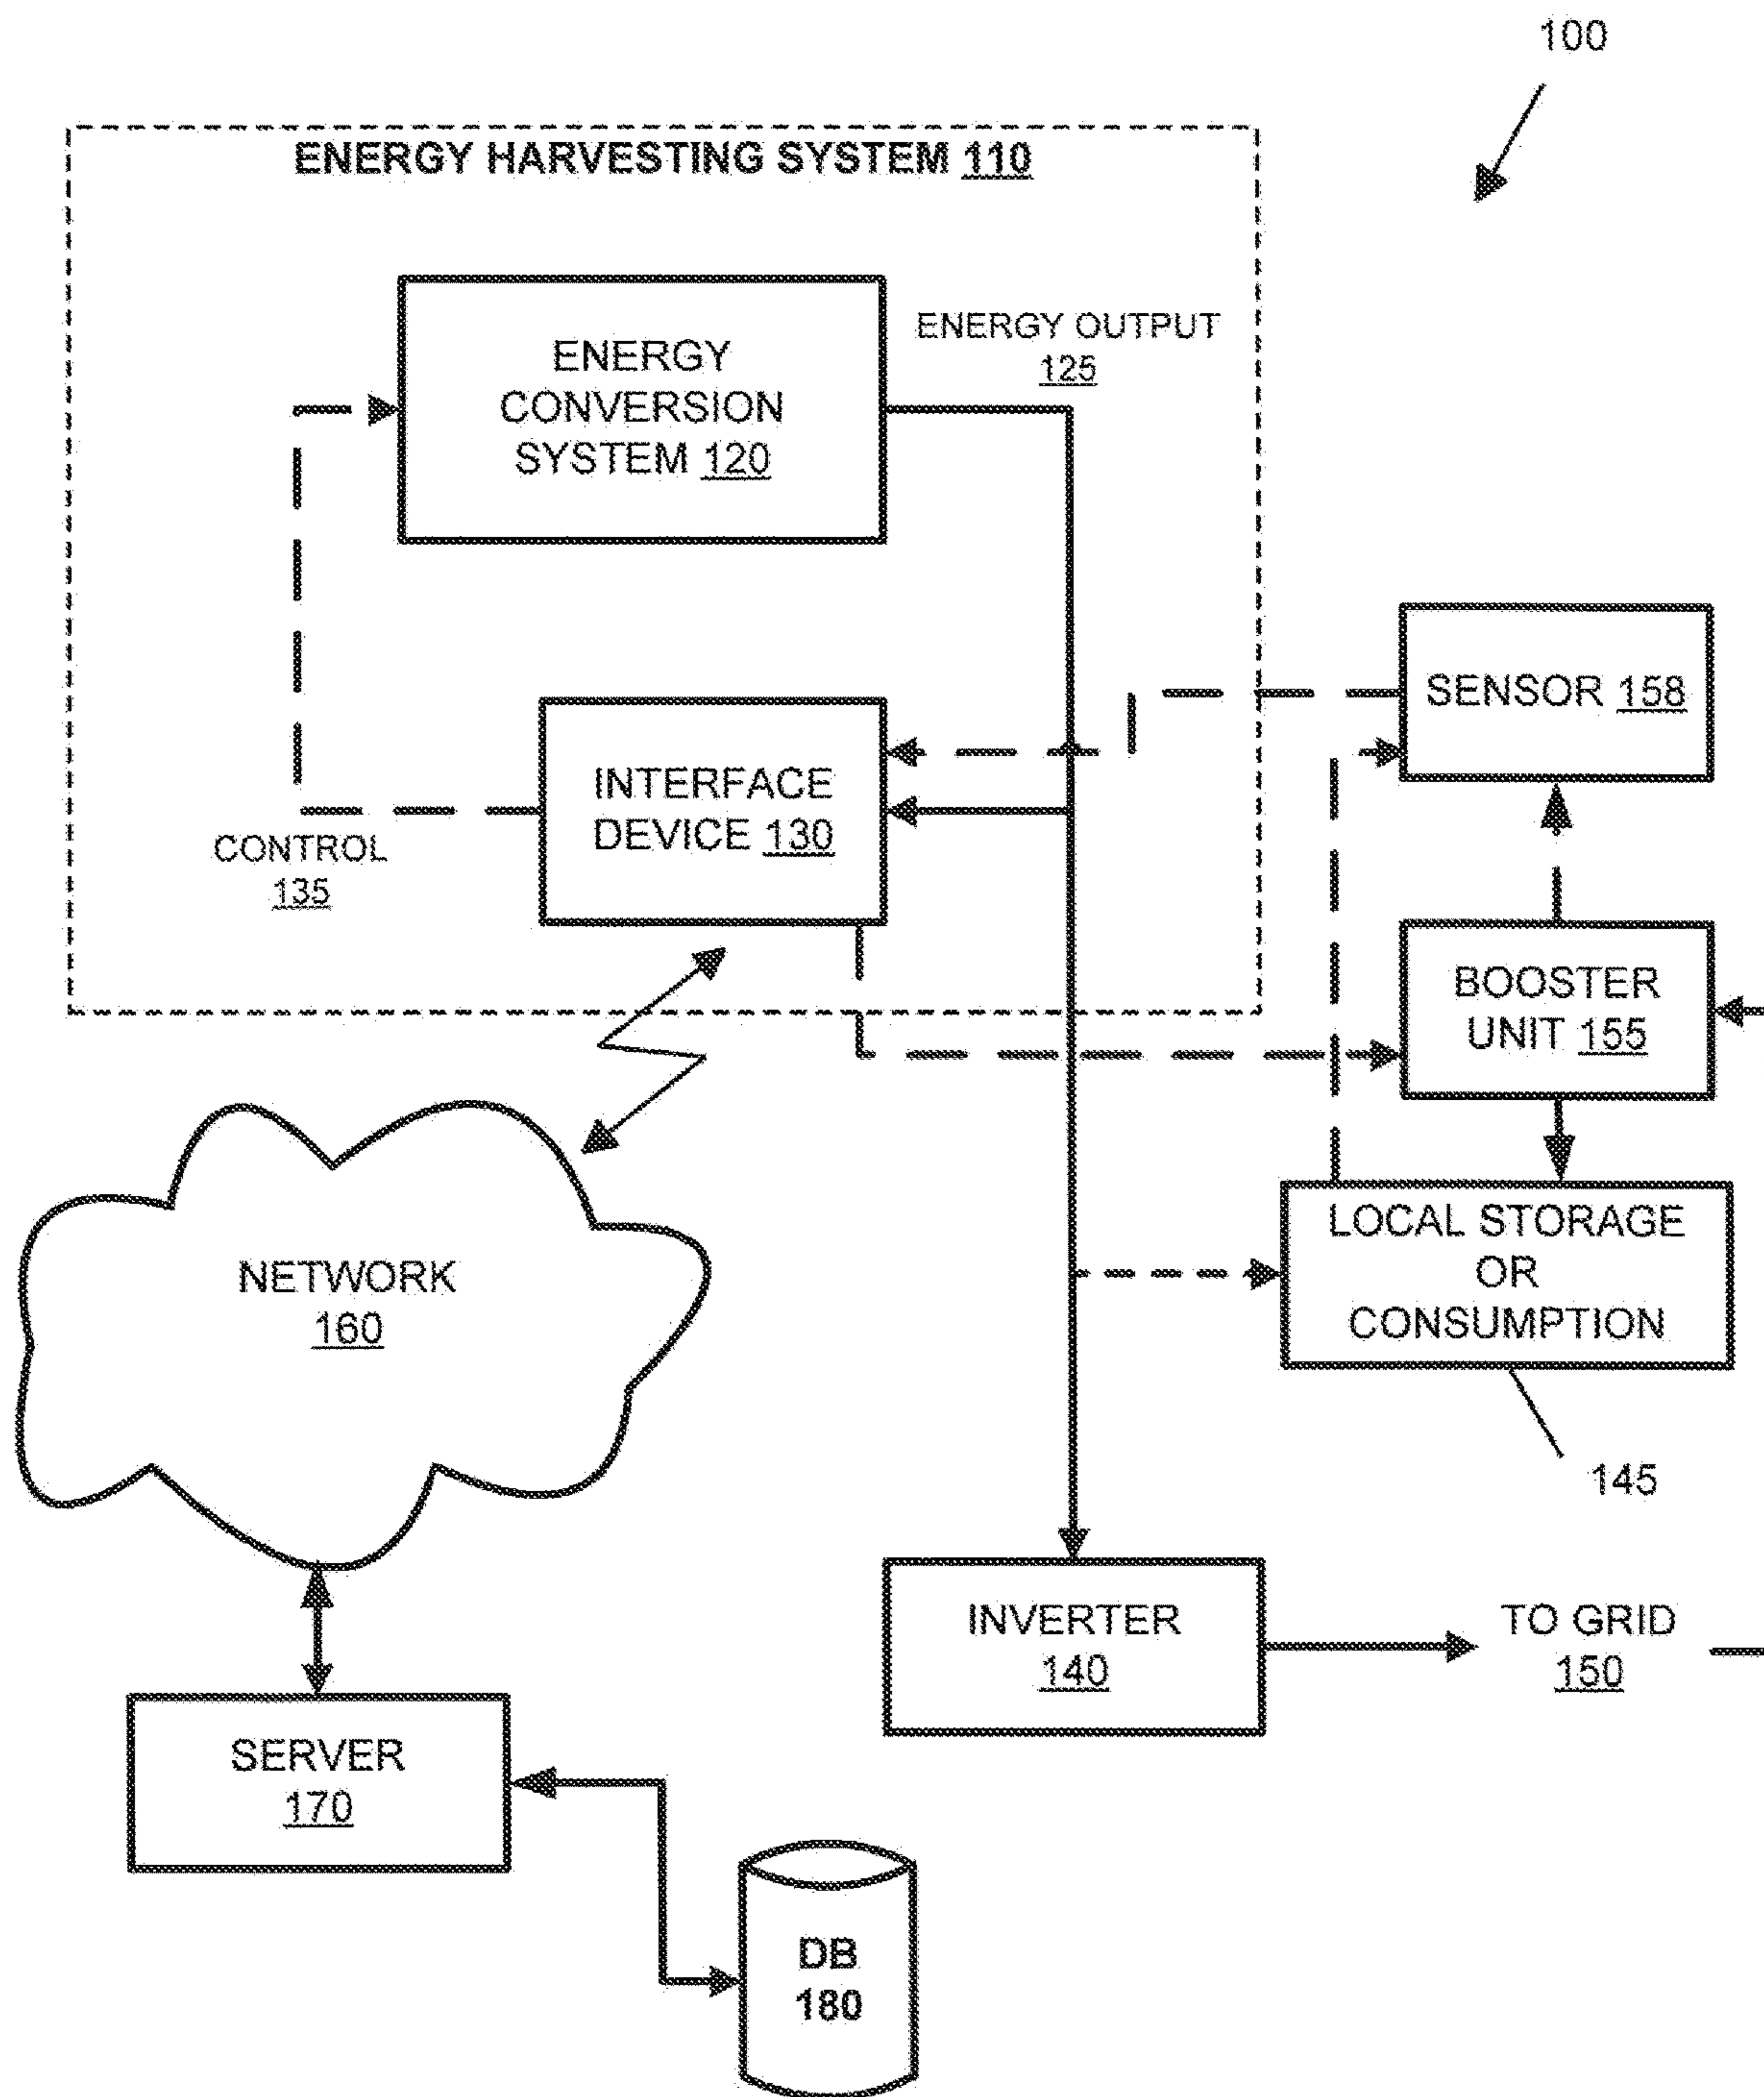 100
ENERGY HARVESTING SYSTEM 110
ENERGY
CONVERSION
SYSTEM 120
ENERGY OUTPUT
125
SENSOR 158
INTERFACE
DEVICE 130
CONTROL
135
BOOSTER
UNIT 155
NETWORK
160
LOCAL STORAGE
OR
CONSUMPTION
145
INVERTER
140
TO GRID
150
SERVER
170
DB
180